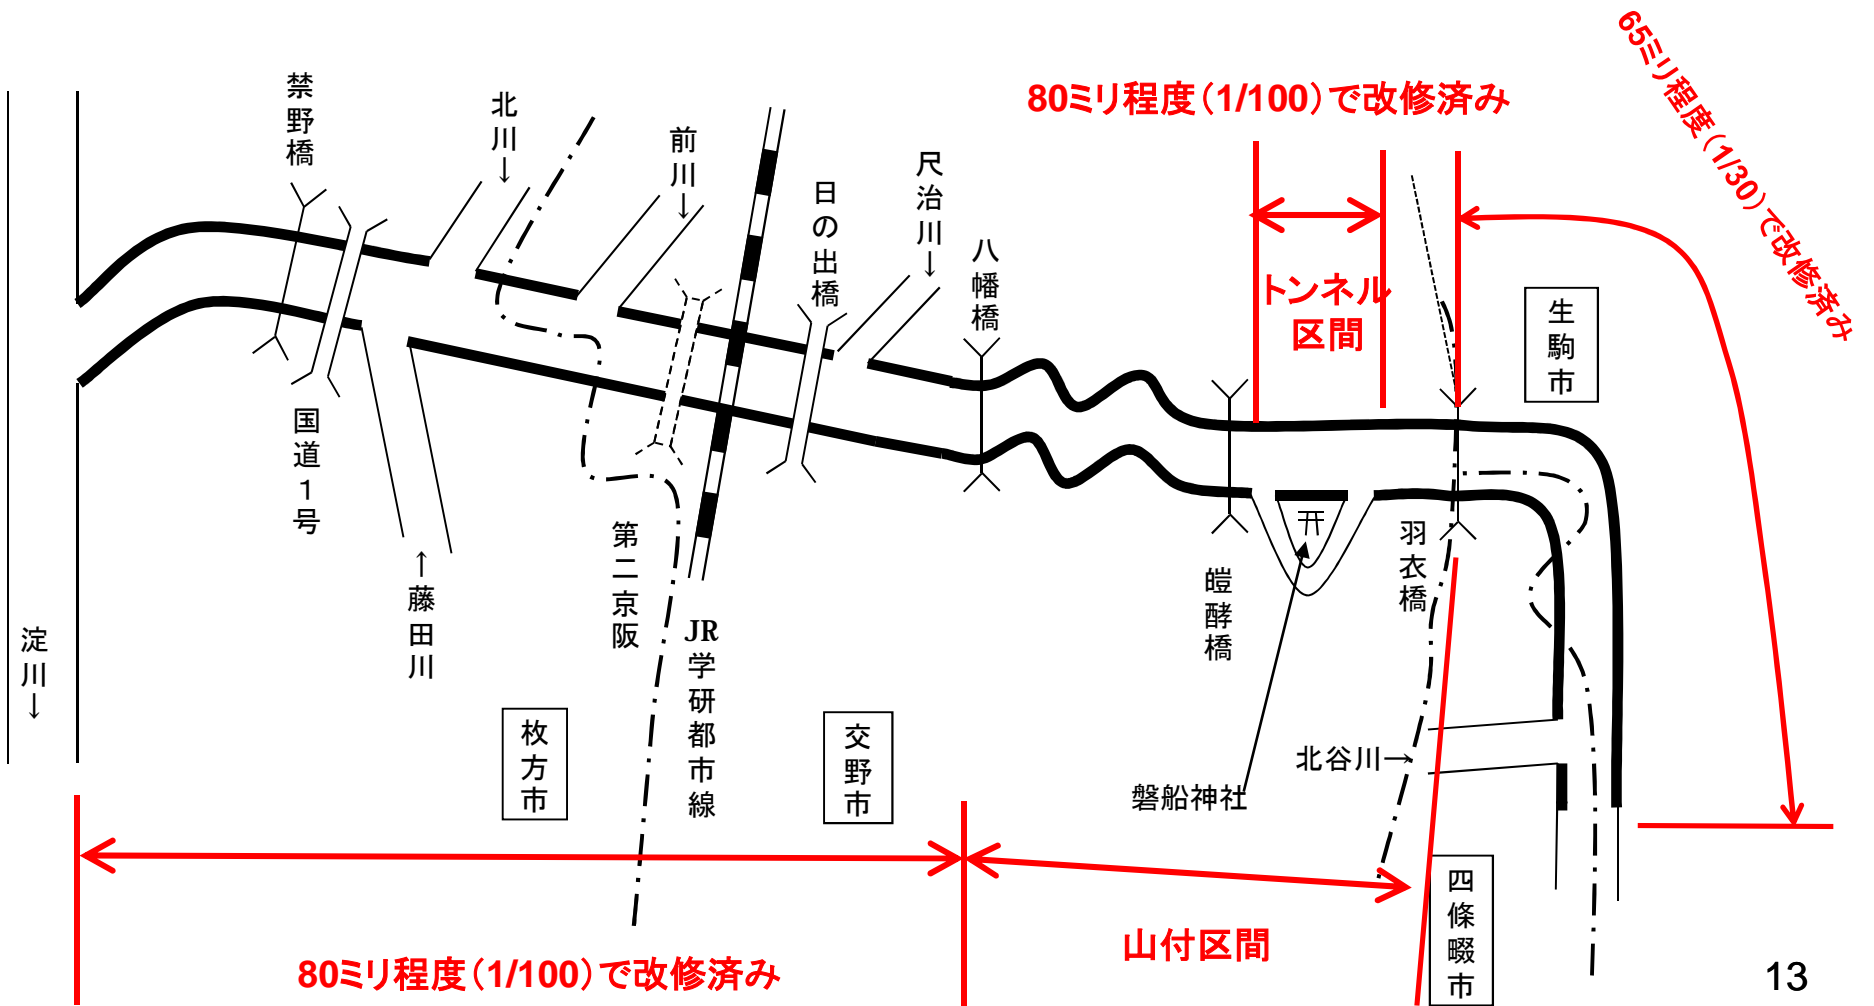 禁野橋
北川→
前川→
日の出橋
尺治川→
八幡橋
80ミリ程度（1/100）で改修済み
65ミリ程度（1/30）で改修済み
トンネル
区間
生駒市
国道1号
←藤田川
第二京阪
JR学研都市線
皚酵橋
羽衣橋
淀川→
枚方市
交野市
磐船神社
北谷川→
四條畷市
山付区間
80ミリ程度（1/100）で改修済み
13